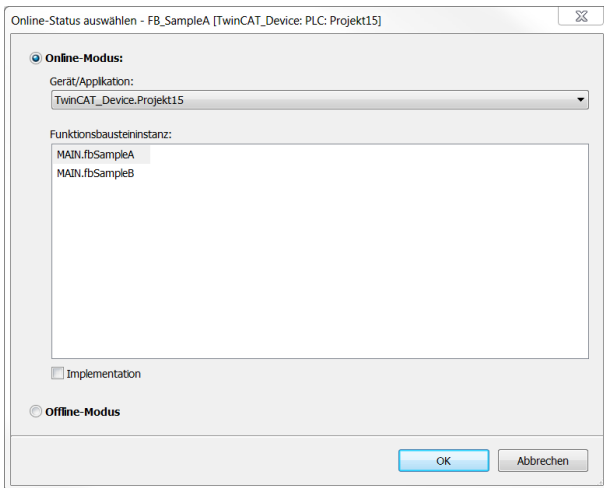 Online-Status auswählen - FB_SampleA [TwinCAT_Device: PLC: Projekt15]
Online-Modus:
Gerät/Applikation:
TwinCAT_Device.Projekt15
Funktionsbausteininstanz:
MAIN.fbSampleA
MAIN.fbSampleB
Implementation
Offline-Modus
OK Abbrechen